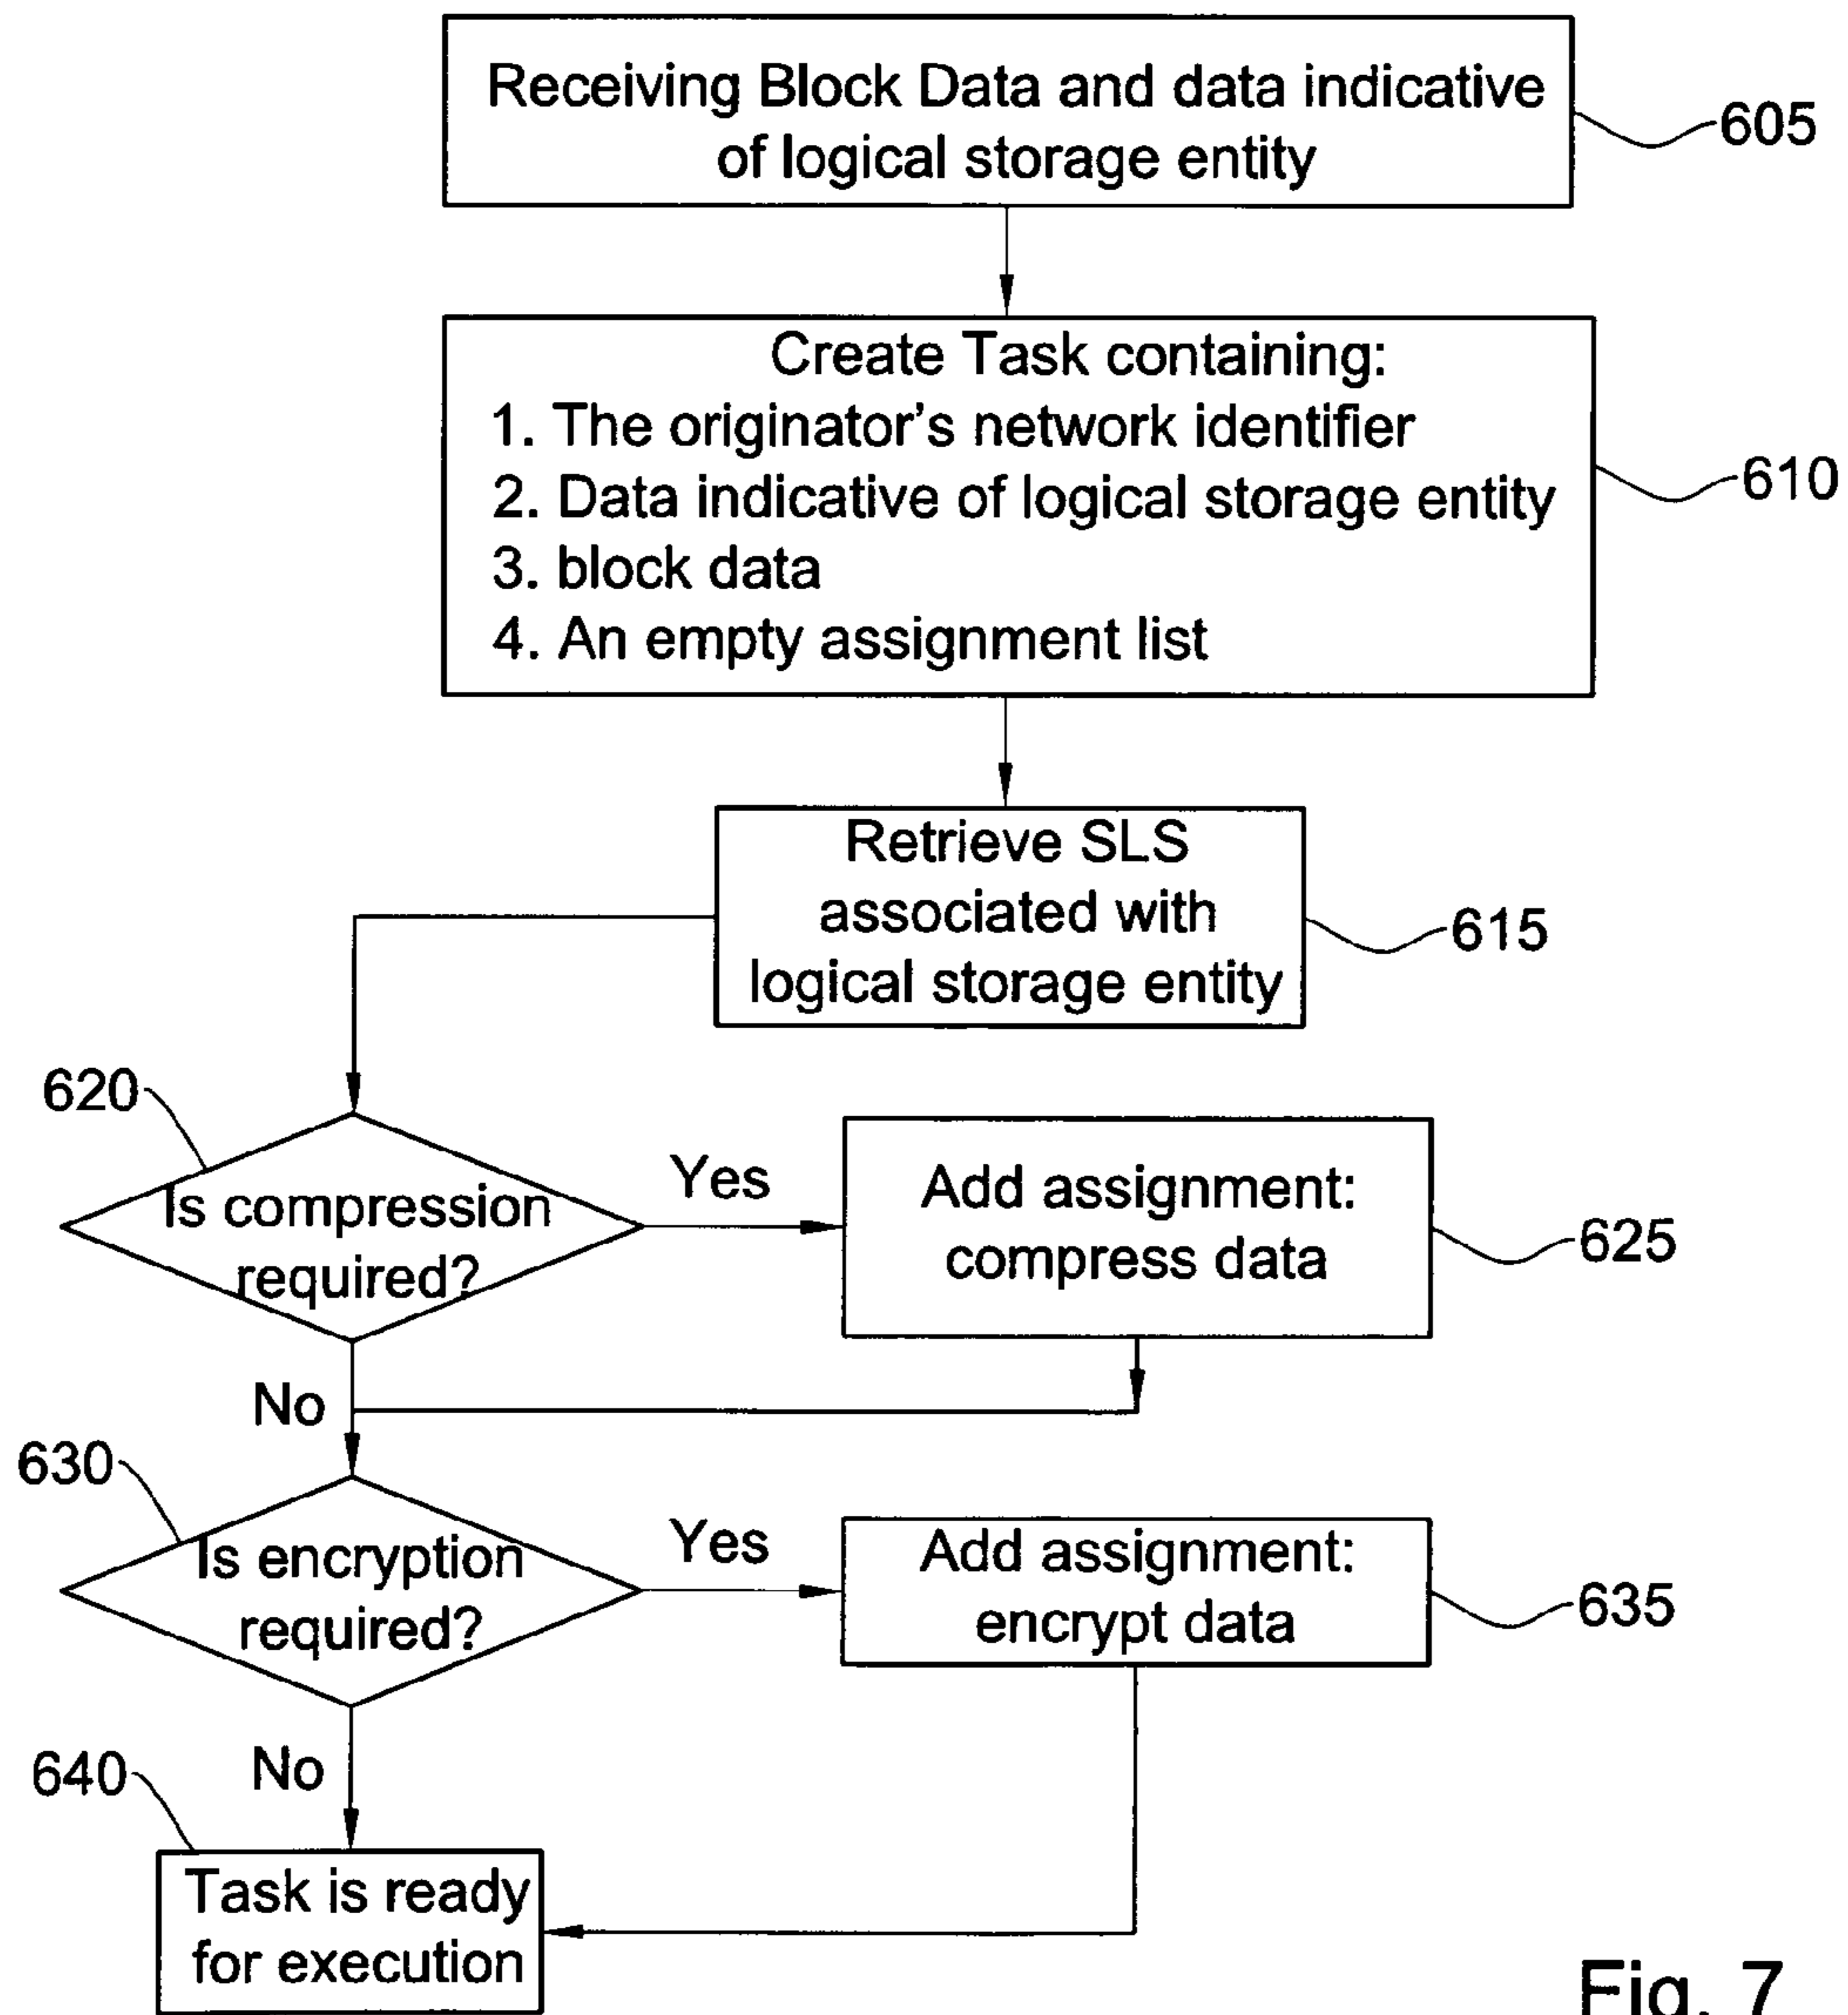 Receiving Block Data and data indicative
of logical storage entity
605
Create Task containing:
1. The originator's network identifier
2. Data indicative of logical storage entity
3. block data
4. An empty assignment list
610
Retrieve SLS
associated with
logical storage entity
615
620
Is compression
required?
Yes
Add assignment:
compress data
625
No
630
Is encryption
required?
Yes
Add assignment:
encrypt data
635
No
640
Task is ready
for execution
Fig. 7